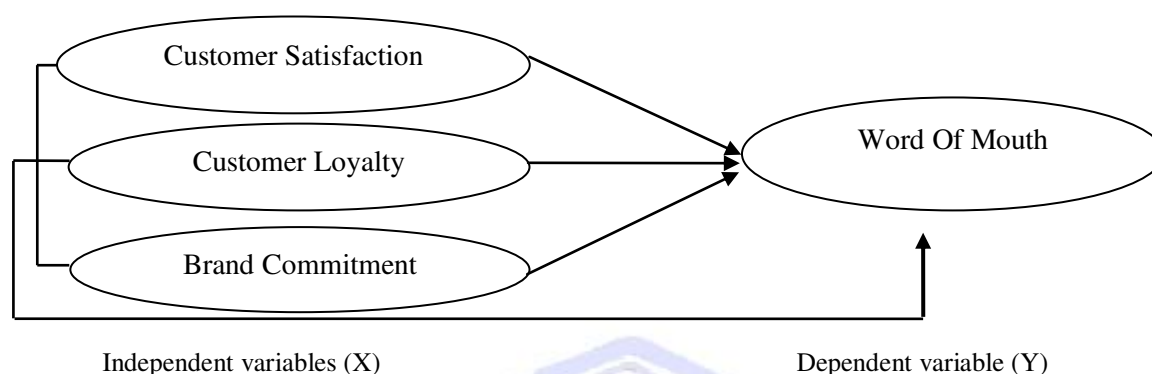 Customer Satisfaction
Word Of Mouth
Customer Loyalty
Brand Commitment
Independent variables (X)
Dependent variable (Y)